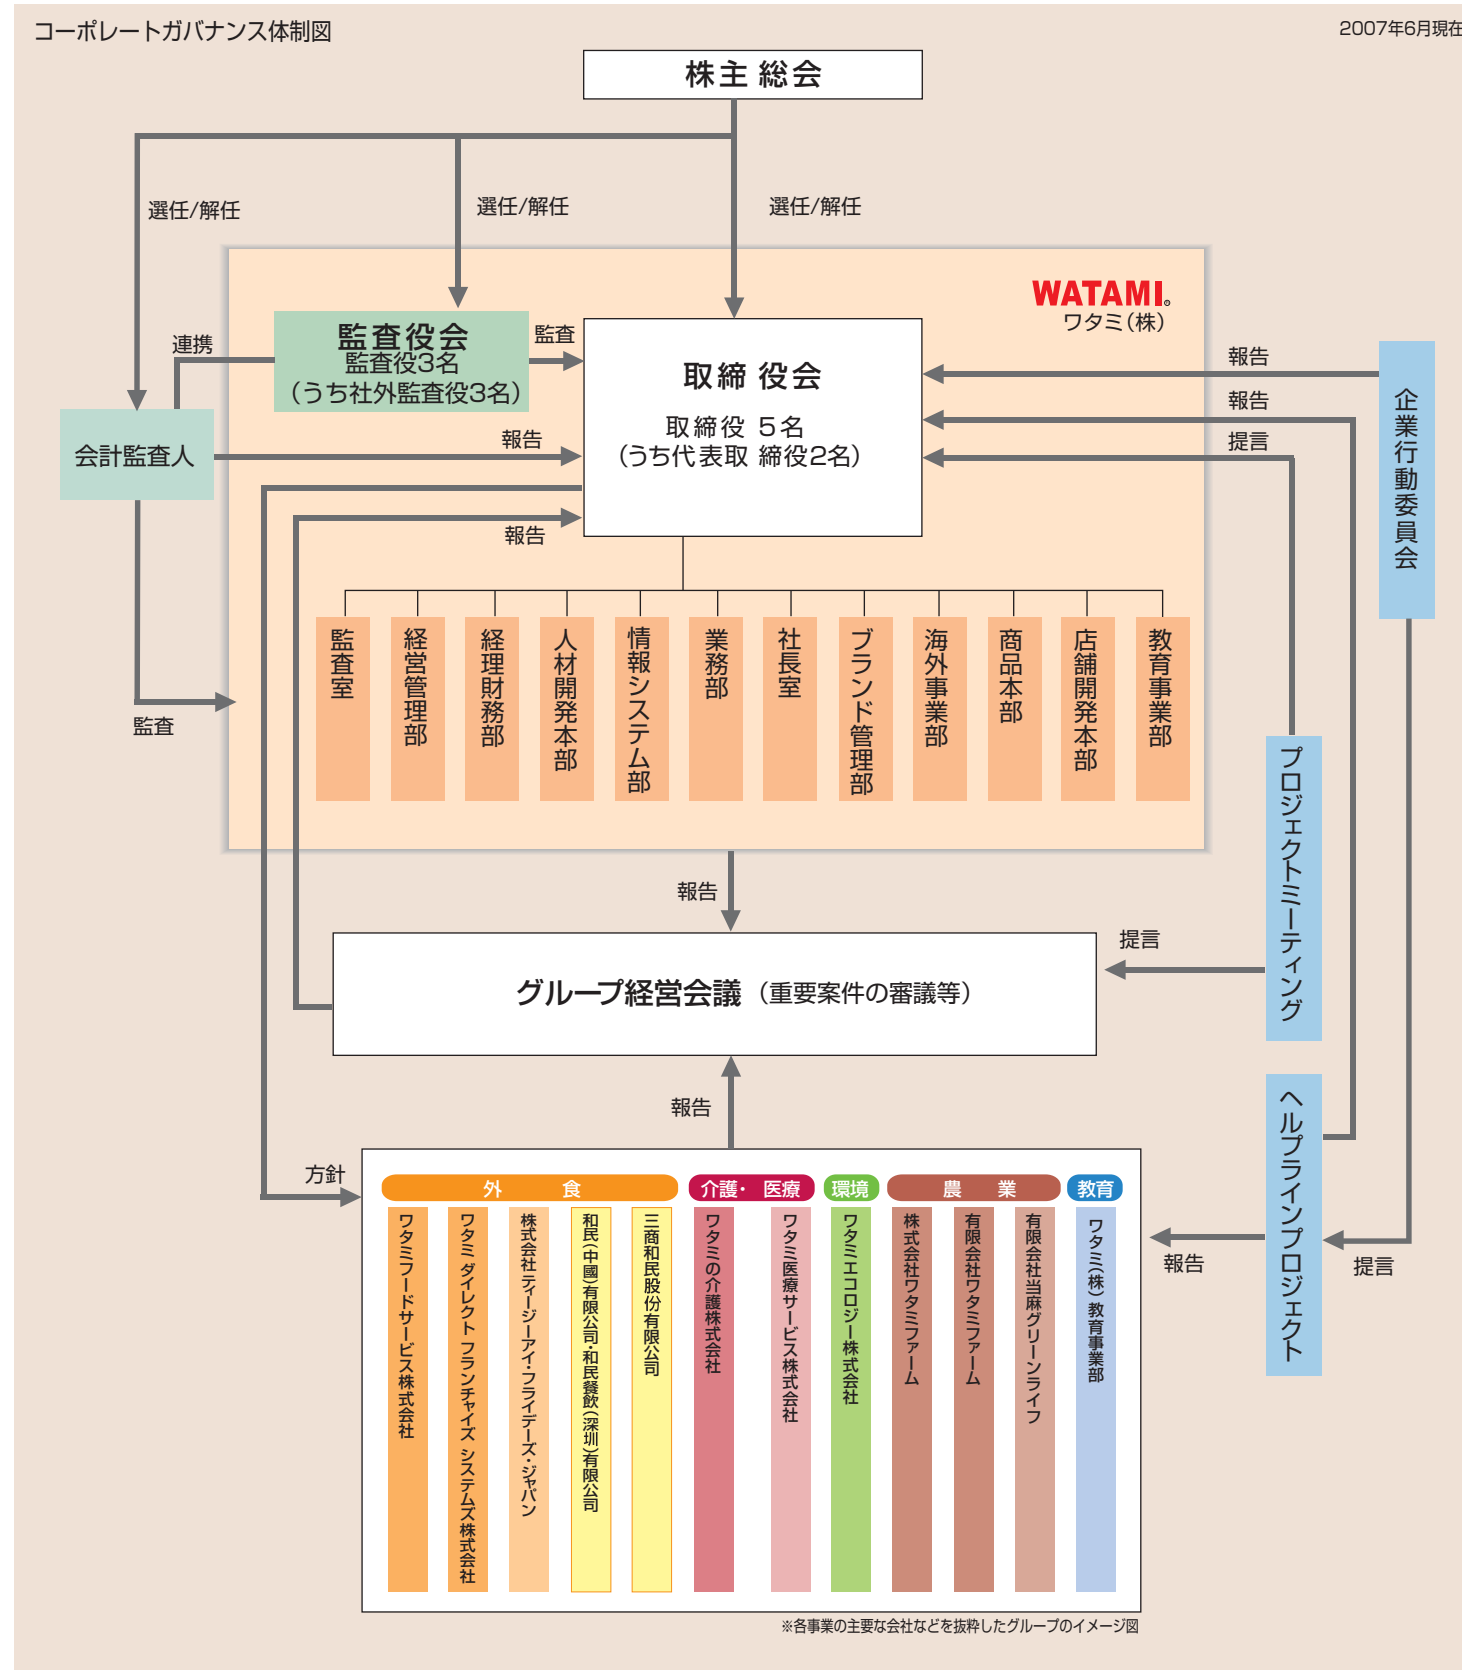 コーポレートガバナンス体制図
2007年6月現在
株主総会
選任/解任
選任/解任
選任/解任
WATAMI®
ワタミ(株)
監査役会
監査役3名
(うち社外監査役3名)
監査
連携
取締役会
取締役 5名
(うち代表取締役2名)
報告
報告
提言
企業行動委員会
会計監査人
報告
報告
監査
監査室
経営管理部
経理財務部
人材開発本部
情報システム部
業務部
社長室
ブランド管理部
海外事業部
商品本部
店舗開発本部
教育事業部
プロジェクトミーティング
報告
提言
グループ経営会議(重要案件の審議等)
報告
ヘルプラインプロジェクト
方針
報告
提言
外食
介護・医療
環境
農業
教育
ワタミフードサービス株式会社
ワタミ ダイレクト フランチャイズ システムズ株式会社
株式会社 ティージーアイ・フライデーズ・ジャパン
和民(中國)有限公司・和民餐飲(深圳)有限公司
三商和民股份有限公司
ワタミの介護株式会社
ワタミ医療サービス株式会社
ワタミエコロジー株式会社
株式会社ワタミファーム
有限会社ワタミファーム
有限会社当麻グリーンライフ
ワタミ(株)教育事業部
※各事業の主要な会社などを抜粋したグループのイメージ図